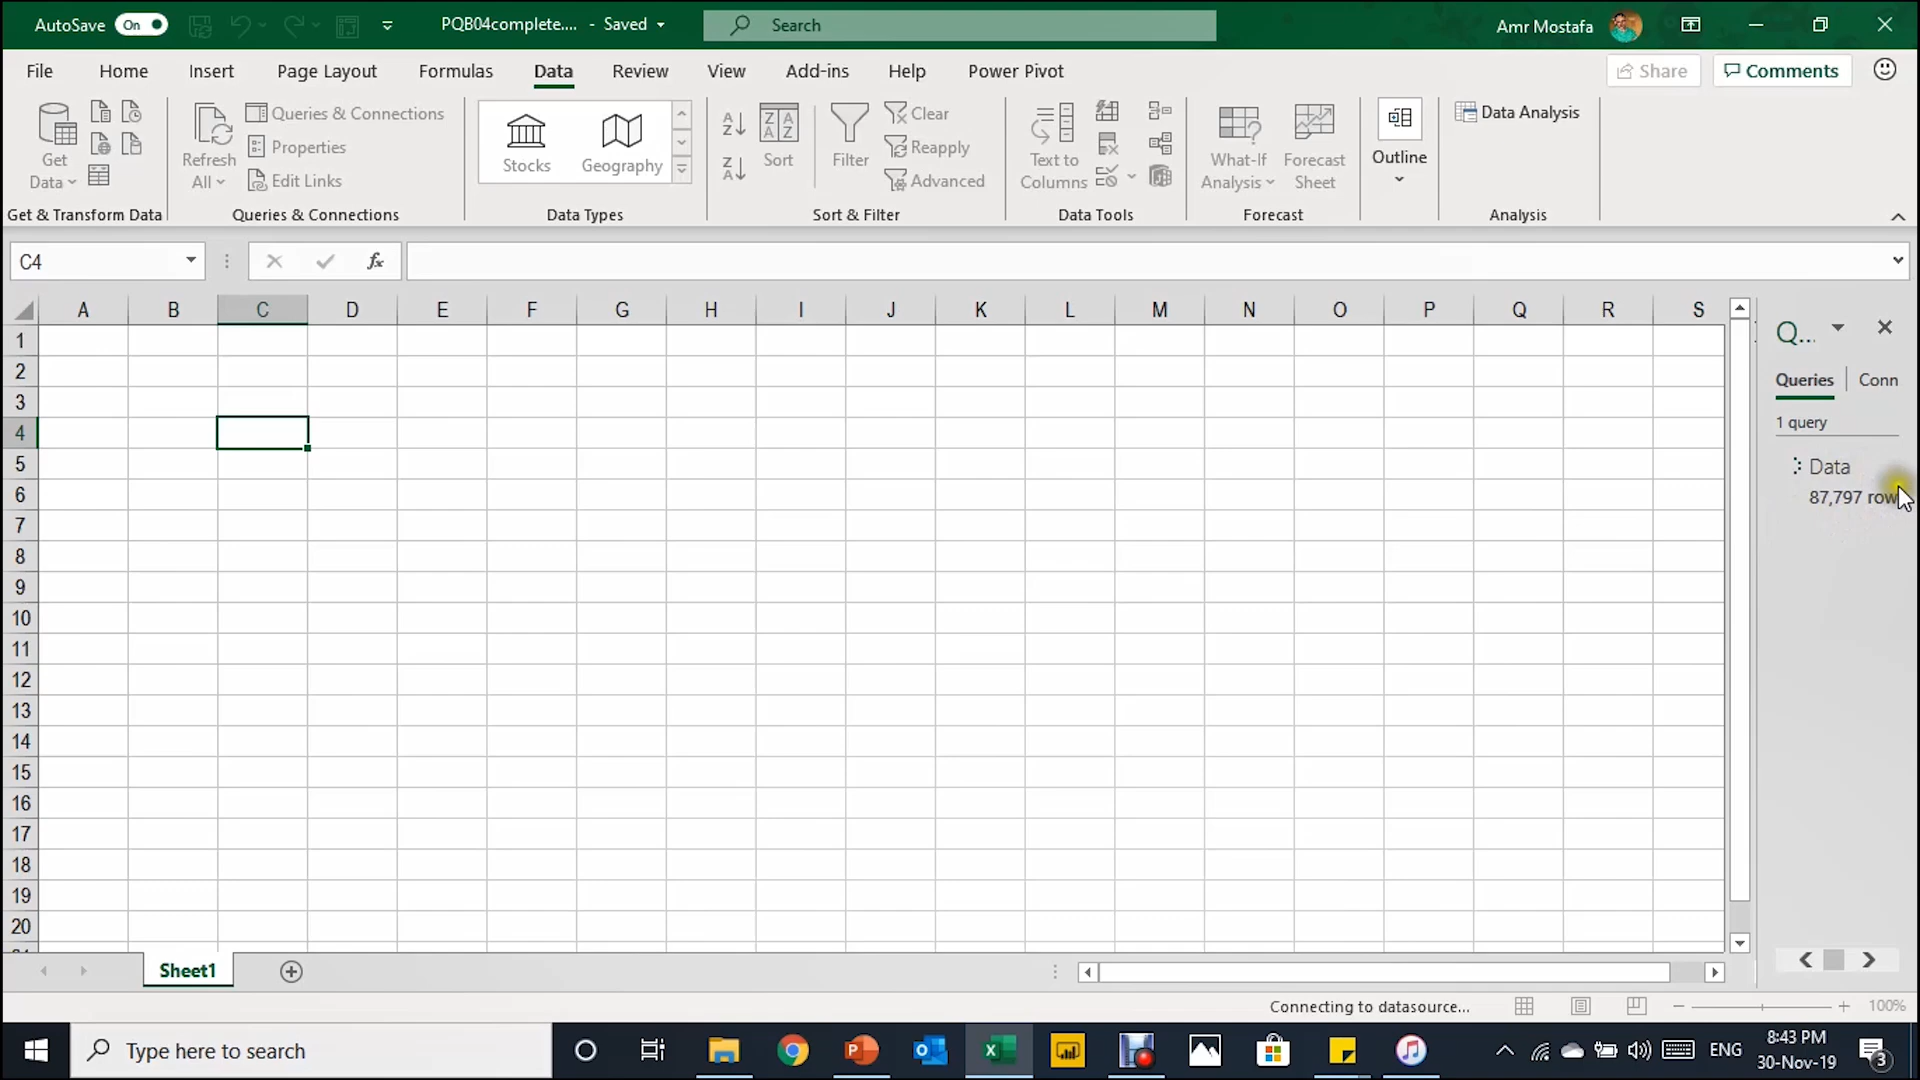 AutoSave On PQB04complete.... - Saved Search Amr Mostafa
File Home Insert Page Layout Formulas Data Review View Add-ins Help Power Pivot Share Comments
Get Data
Get & Transform Data
Refresh All
Queries & Connections
Properties
Edit Links
Queries & Connections
Stocks Geography
Data Types
Sort
Filter
Clear
Reapply
Advanced
Sort & Filter
Text to Columns
Data Tools
What-If Analysis
Forecast Sheet
Forecast
Outline
Data Analysis
Analysis
C4 fx
A B C D E F G H I J K L M N O P Q R S
1
2
3
4
5
6
7
8
9
10
11
12
13
14
15
16
17
18
19
20
Q...
Queries Conn
1 query
Data
87,797 row
Sheet1
Connecting to datasource... 100%
Type here to search
ENG
8:43 PM
30-Nov-19
3